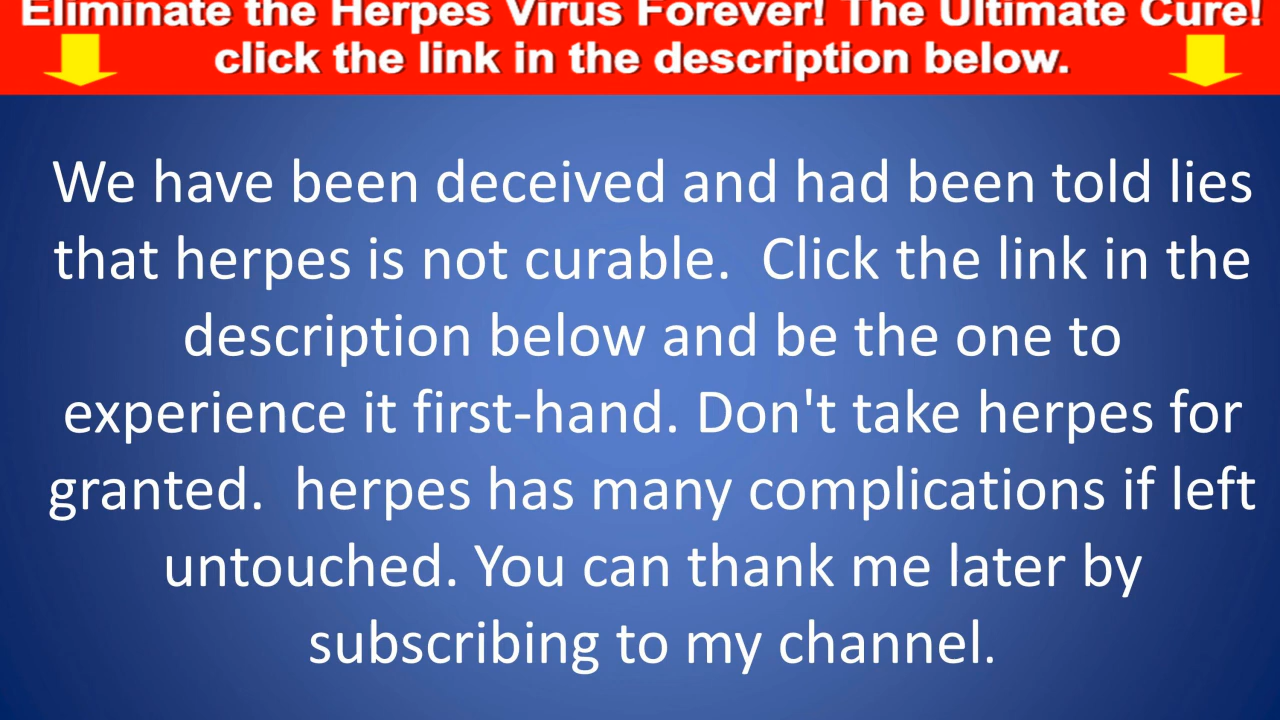 Eliminate the Herpes Virus Forever! The Ultimate Cure!
click the link in the description below.
We have been deceived and had been told lies
that herpes is not curable.  Click the link in the
description below and be the one to
experience it first-hand. Don't take herpes for
granted.  herpes has many complications if left
untouched. You can thank me later by
subscribing to my channel.